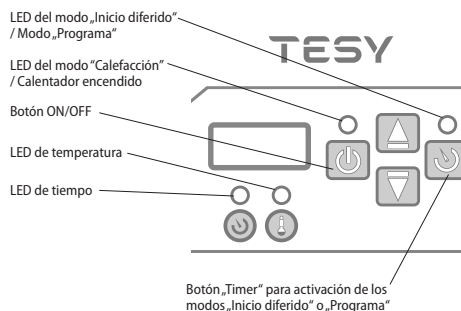 LED del modo „Inicio diferido”
/ Modo „Programa”
TESY
LED del modo “Calefacción”
/ Calentador encendido
Botón ON/OFF
LED de temperatura
LED de tiempo
Botón „Timer” para activación de los
modos „Inicio diferido” o „Programa”